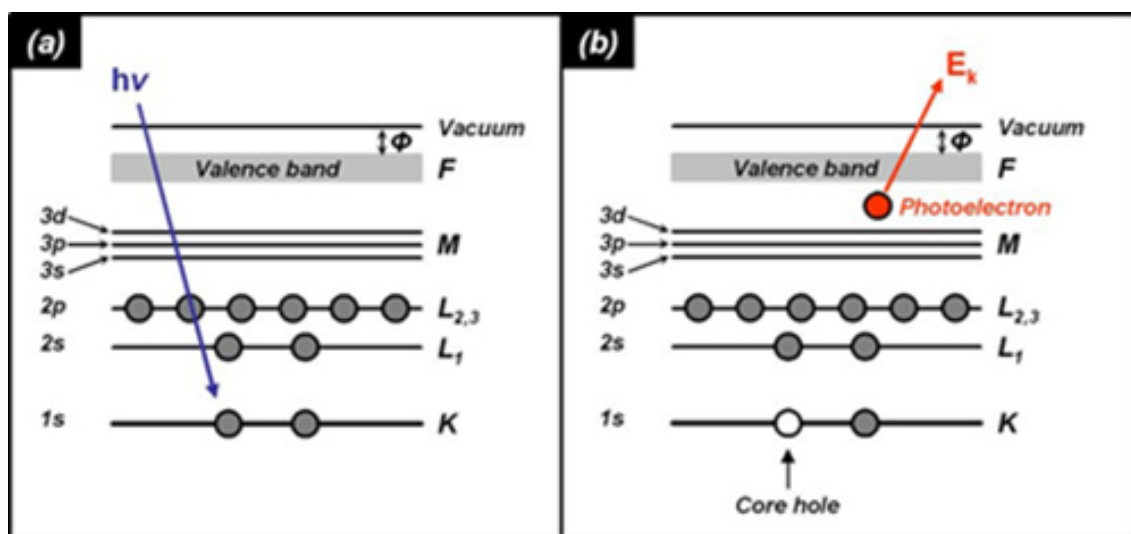 (a)
hν
Vacuum
Φ
Valence band F
3d
3p M
3s
2p L2,3
2s L1
1s K
(b)
Ek
Vacuum
Φ
Valence band F
Photoelectron
3d
3p M
3s
2p L2,3
2s L1
1s K
Core hole